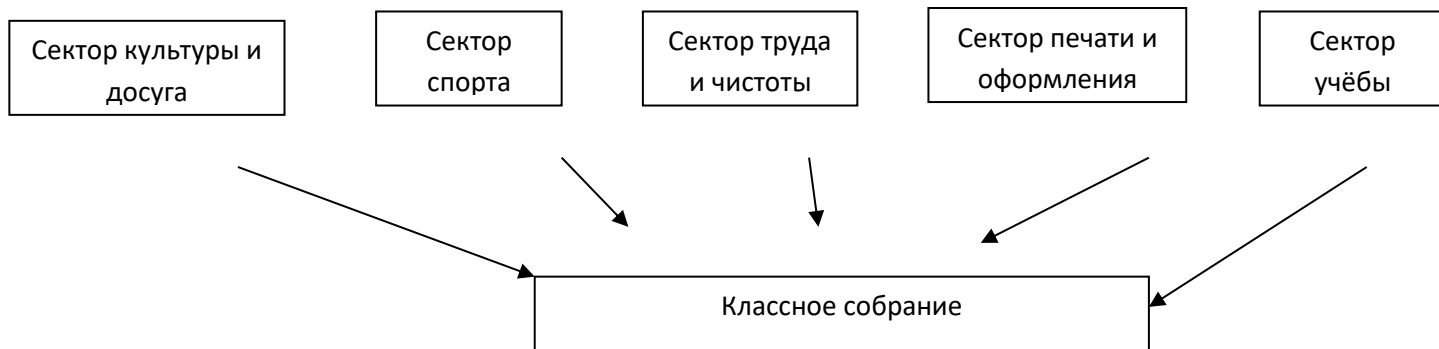 Сектор культуры и
досуга
Сектор
спорта
Сектор труда
и чистоты
Сектор печати и
оформления
Сектор
учёбы
Классное собрание